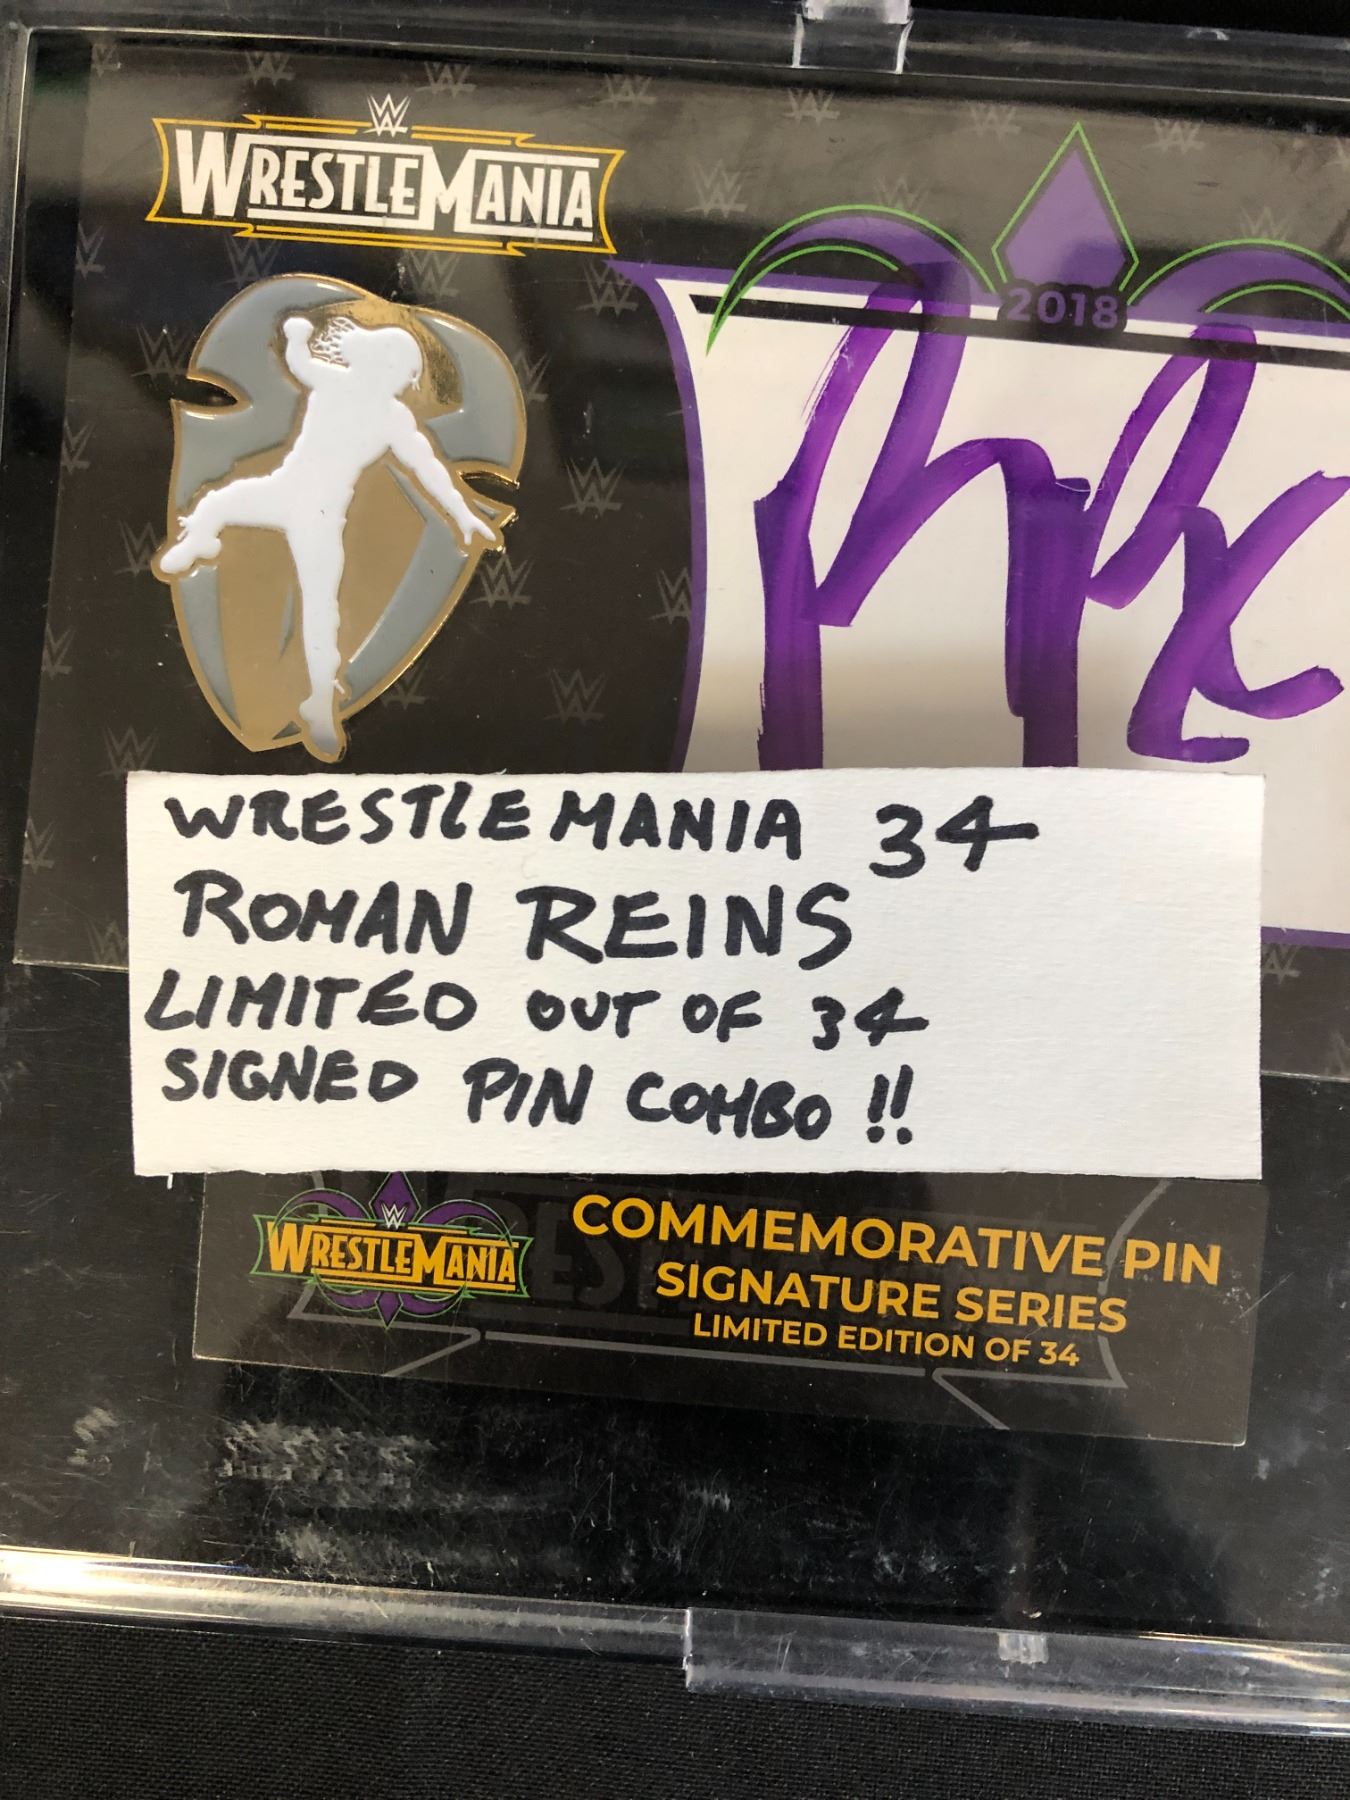 WRESTLEMANIA
2018
WRESTLEMANIA 34
ROMAN REINS
LIMITED OUT OF 34
SIGNED PIN COMBO !!
WRESTLEMANIA
COMMEMORATIVE PIN
SIGNATURE SERIES
LIMITED EDITION OF 34